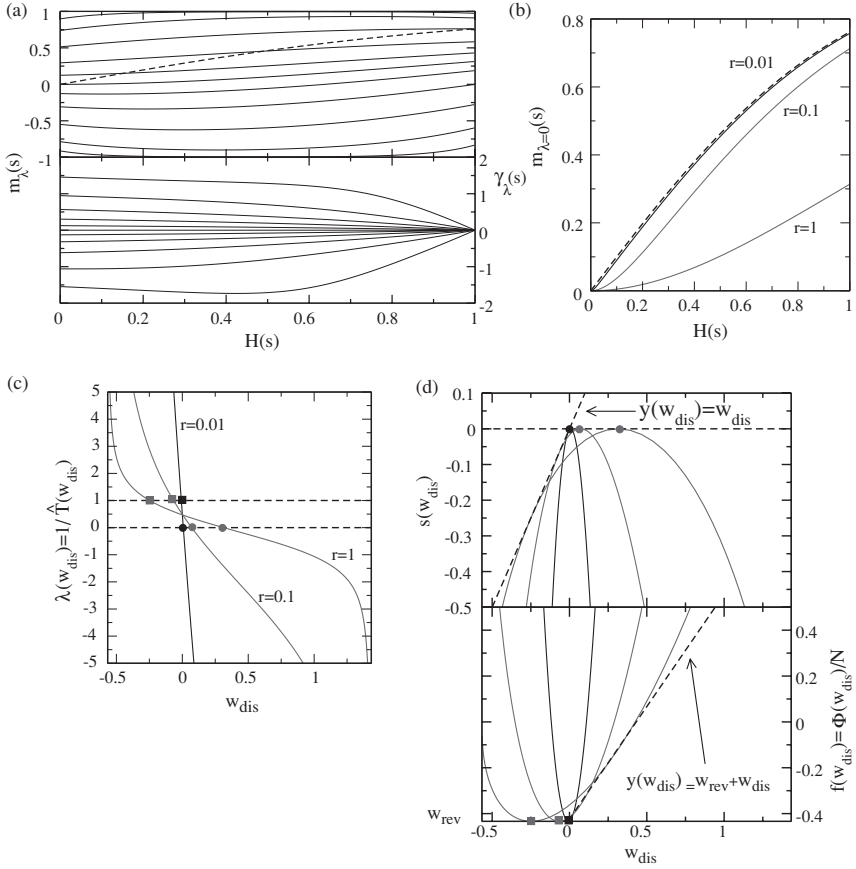 (a)
1
0.5
0
-0.5
-1
m_λ(s)
2
1
0
-1
-2
γ_λ(s)
0 0.2 0.4 0.6 0.8 1
H(s)
(b)
0.8
0.6
0.4
0.2
0
m_λ=0(s)
r=0.01
r=0.1
r=1
0 0.2 0.4 0.6 0.8 1
H(s)
(c)
5
4
3
2
1
0
-1
-2
-3
-4
-5
λ(w_dis)=1/T̂(w_dis)
r=0.01
r=1
r=0.1
-0.5 0 0.5 1
w_dis
(d)
0.1
0
-0.1
-0.2
-0.3
-0.4
-0.5
s(w_dis)
y(w_dis)=w_dis
0.4
0.2
0
-0.2
-0.4
f(w_dis)=Φ(w_dis)/N
y(w_dis)=w_rev+w_dis
w_rev
-0.5 0 0.5 1
w_dis